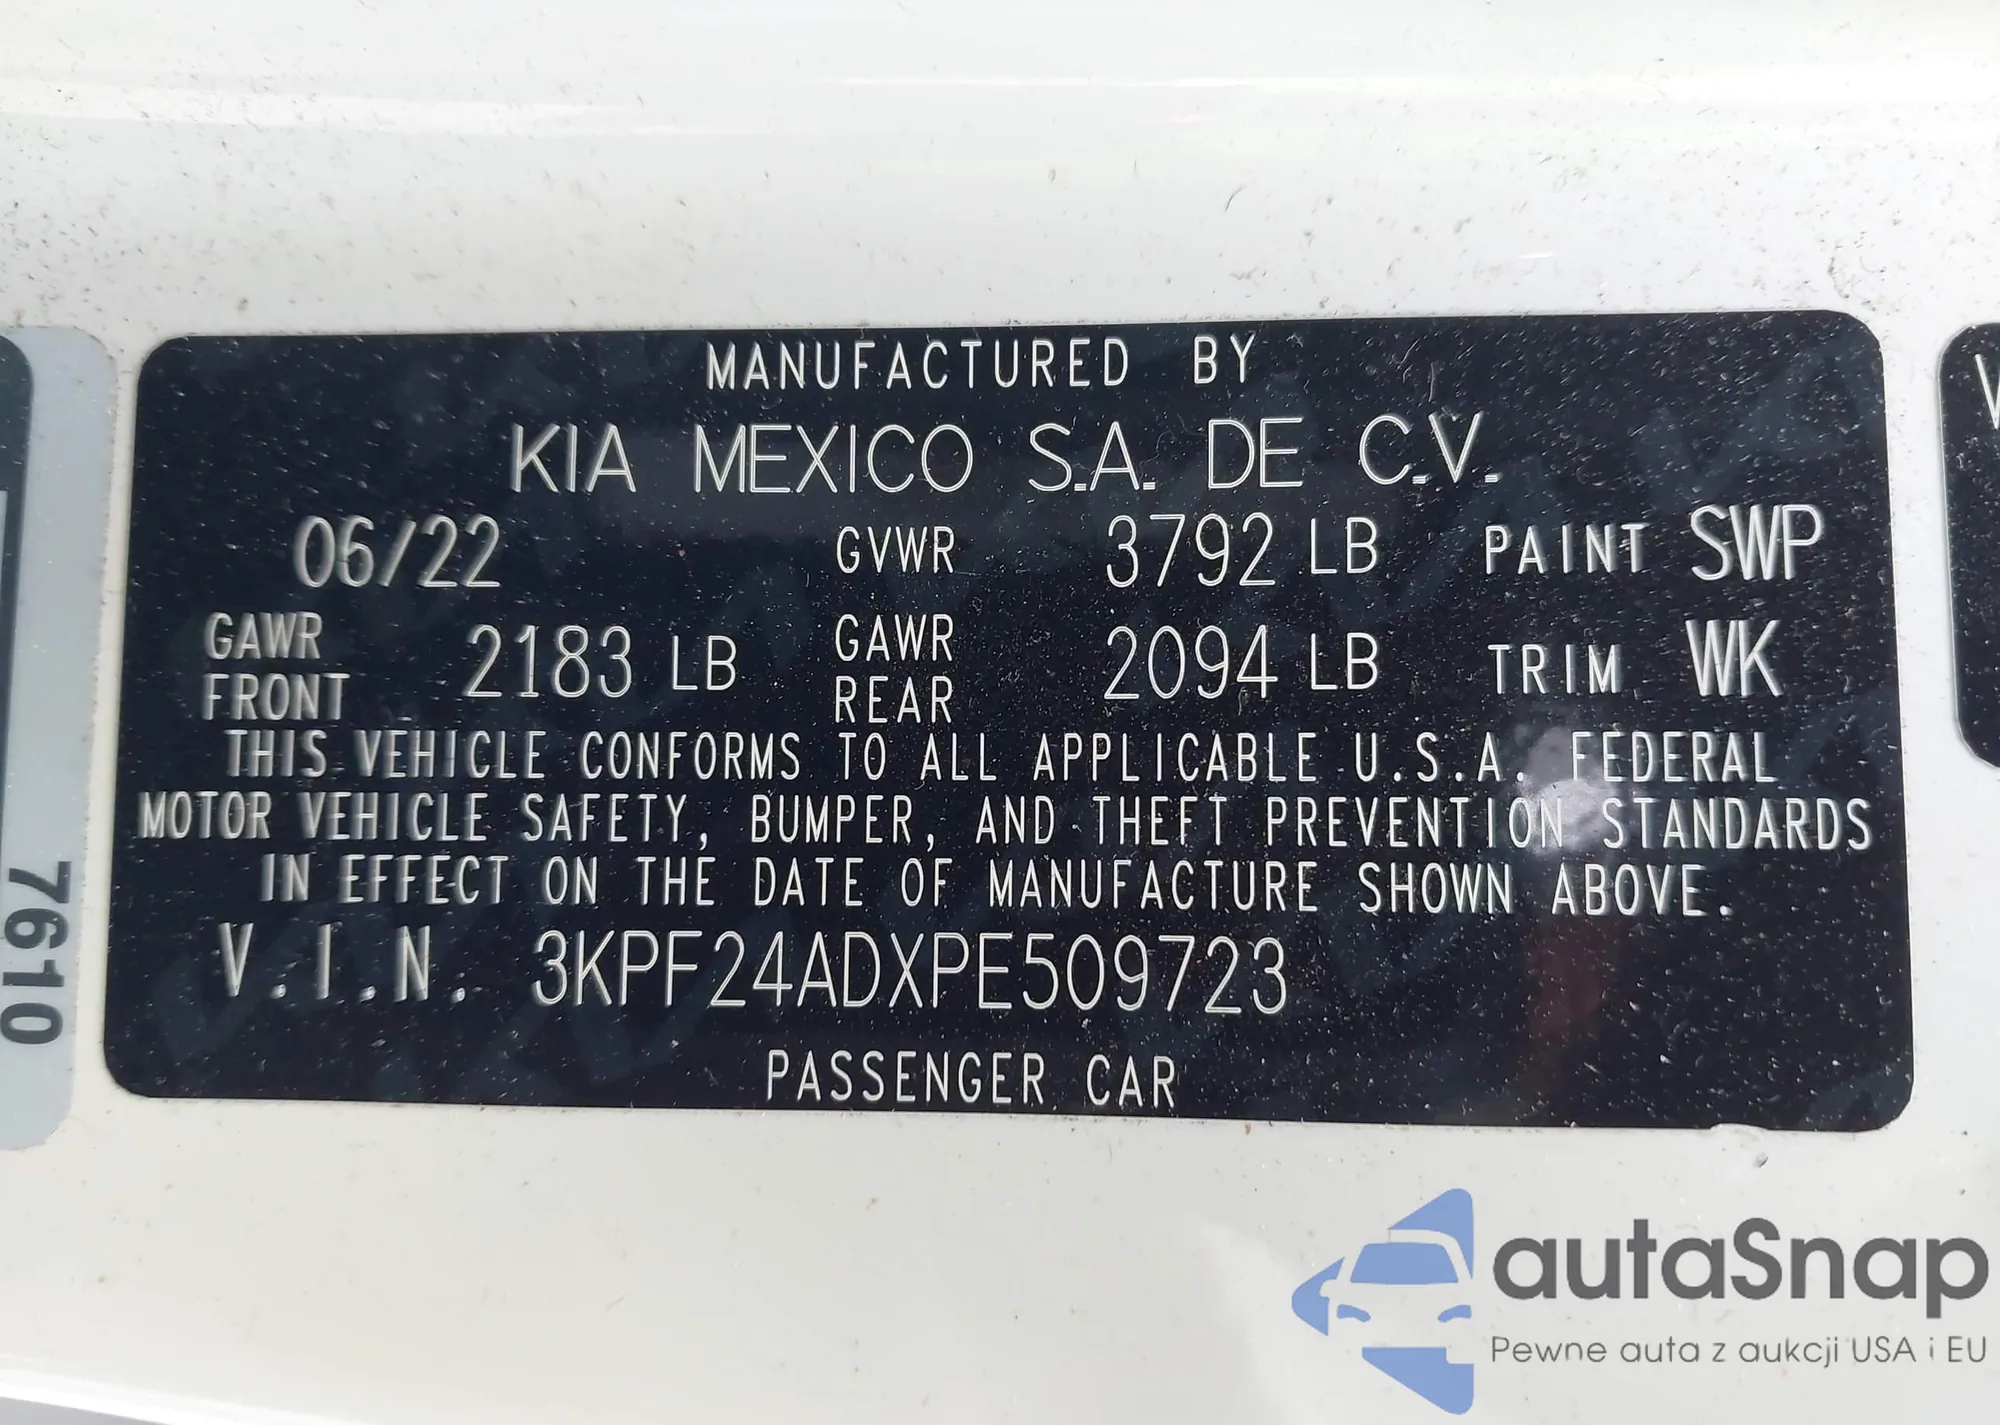 MANUFACTURED BY
KIA MEXICO S.A. DE C.V.
06/22 GVWR 3792 LB PAINT SWP
GAWR FRONT 2183 LB GAWR REAR 2094 LB TRIM WK
THIS VEHICLE CONFORMS TO ALL APPLICABLE U.S.A. FEDERAL
MOTOR VEHICLE SAFETY, BUMPER, AND THEFT PREVENTION STANDARDS
IN EFFECT ON THE DATE OF MANUFACTURE SHOWN ABOVE.
V.I.N. 3KPF24ADXPE509723
PASSENGER CAR
7610
autaSnap
Pewne auta z aukcji USA i EU